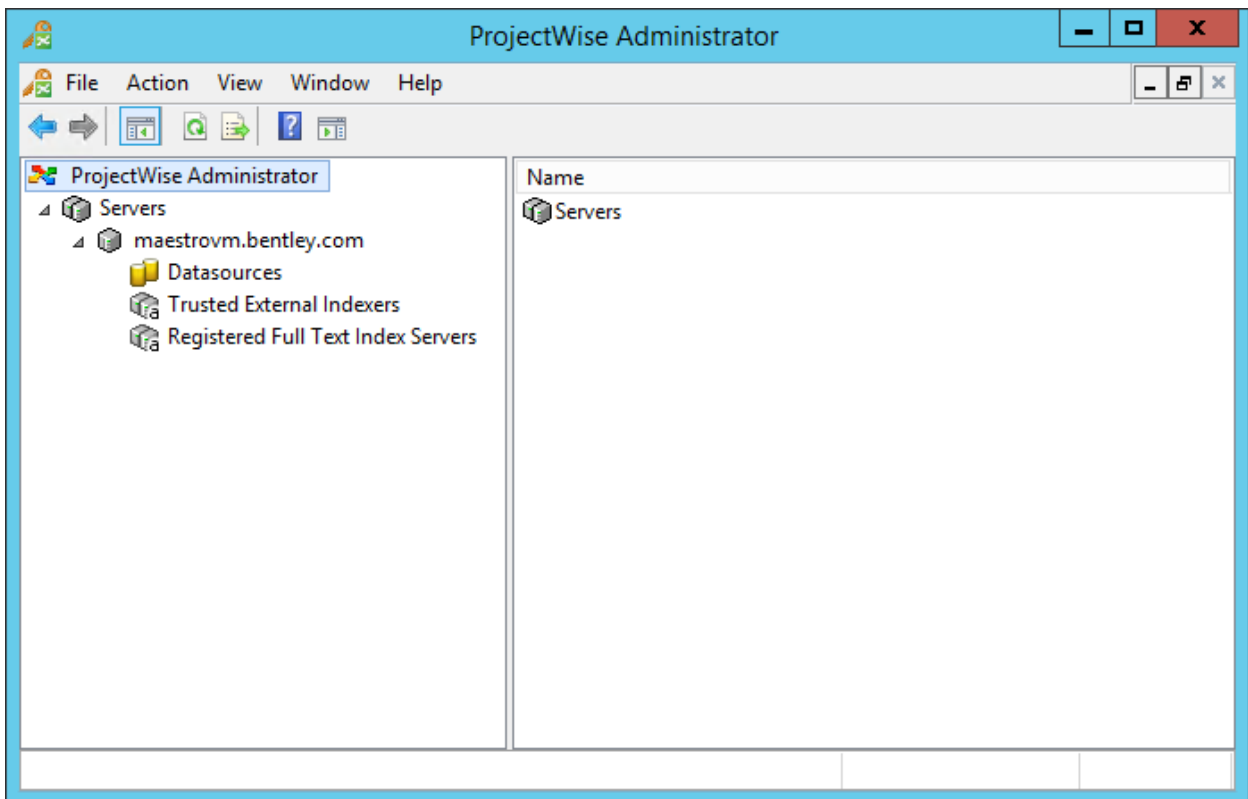 ProjectWise Administrator
File Action View Window Help
ProjectWise Administrator
Servers
maestrovm.bentley.com
Datasources
Trusted External Indexers
Registered Full Text Index Servers
Name
Servers